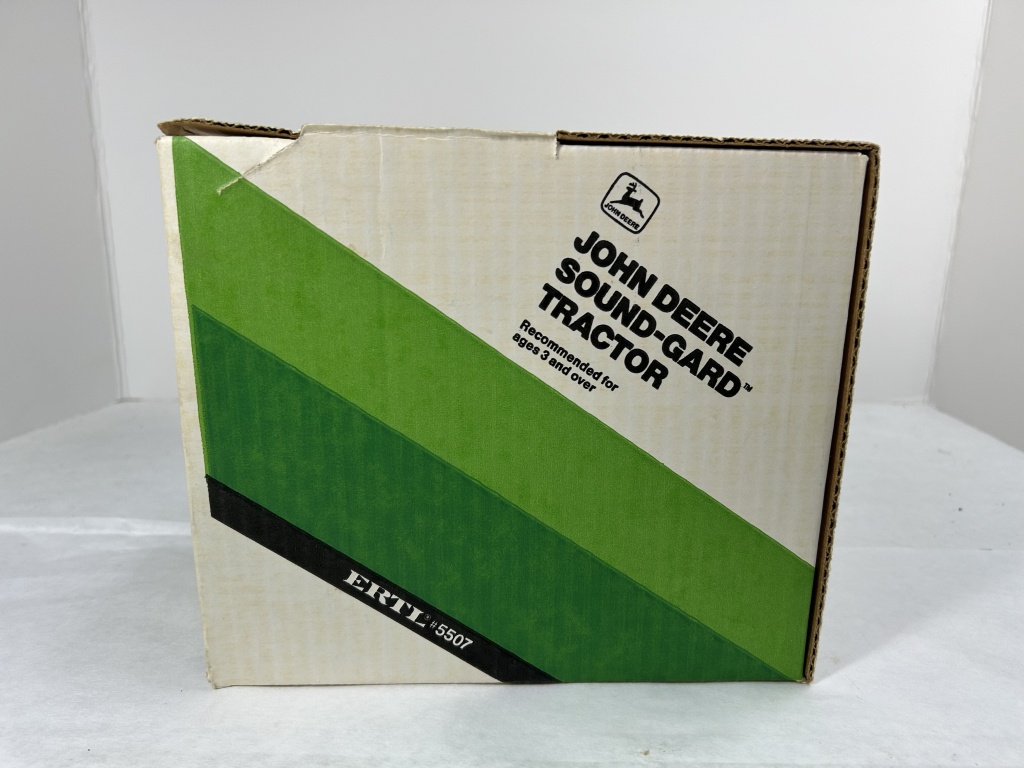 JOHN DEERE
JOHN DEERE
SOUND-GARD™
TRACTOR
Recommended for
ages 3 and over
ERTL® #5507